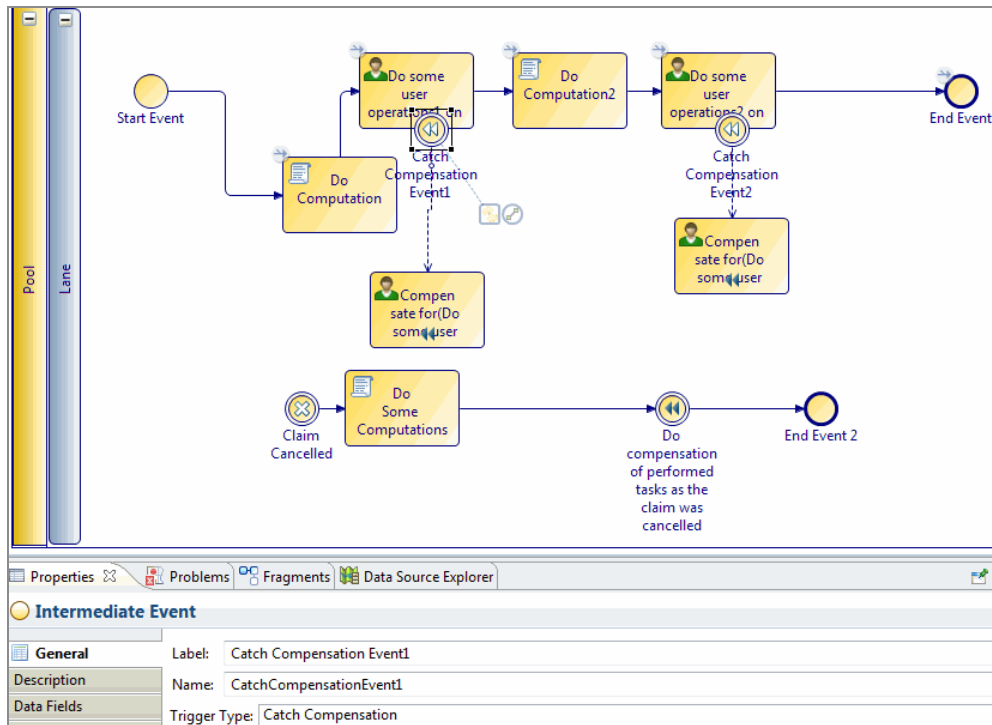 Pool
Lane
Start Event
Do some
user
operations1 on
Do
Computation2
Do some
user
operations2 on
End Event
Do
Computation
Catch
Compensation
Event1
Catch
Compensation
Event2
Compen
sate for(Do
some user
Compen
sate for(Do
some user
Claim
Cancelled
Do
Some
Computations
Do
compensation
of performed
tasks as the
claim was
cancelled
End Event 2
Properties
Problems
Fragments
Data Source Explorer
Intermediate Event
General
Label: Catch Compensation Event1
Description
Name: CatchCompensationEvent1
Data Fields
Trigger Type: Catch Compensation